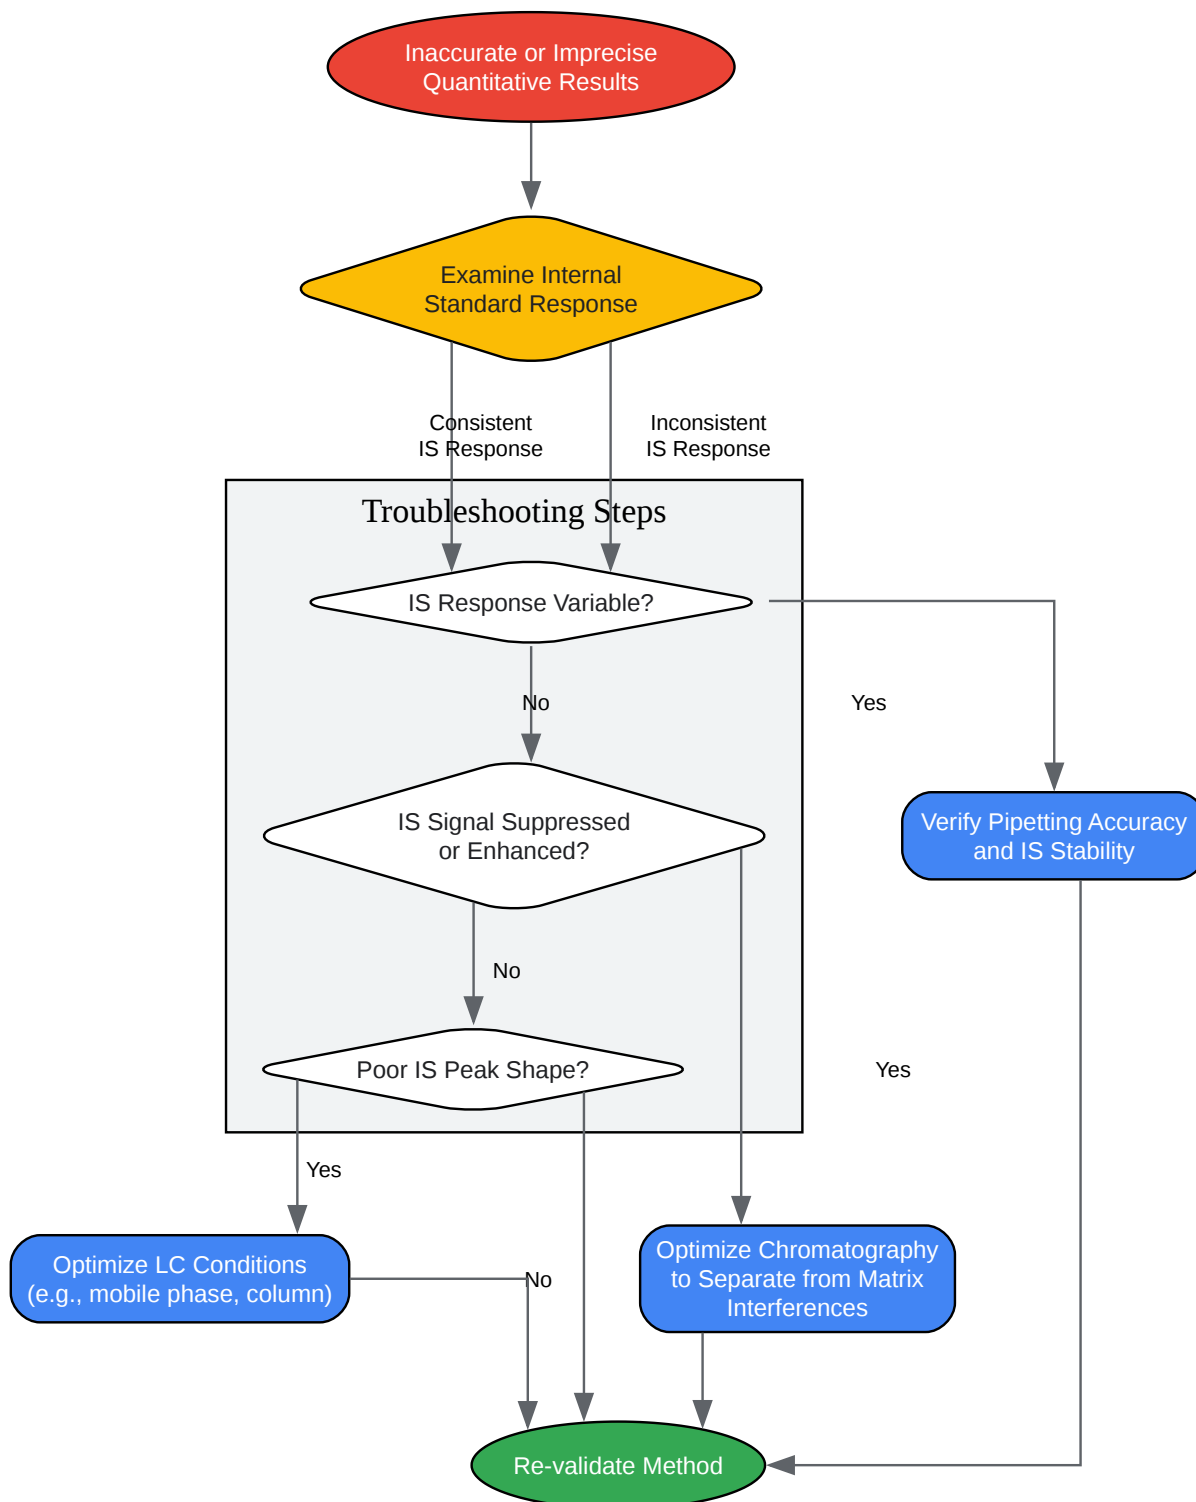 Inaccurate or Imprecise
Quantitative Results
Examine Internal
Standard Response
Consistent
IS Response
Inconsistent
IS Response
Troubleshooting Steps
IS Response Variable?
No
Yes
IS Signal Suppressed
or Enhanced?
Verify Pipetting Accuracy
and IS Stability
No
Poor IS Peak Shape?
Yes
Yes
Optimize LC Conditions
(e.g., mobile phase, column)
No
Optimize Chromatography
to Separate from Matrix
Interferences
Re-validate Method